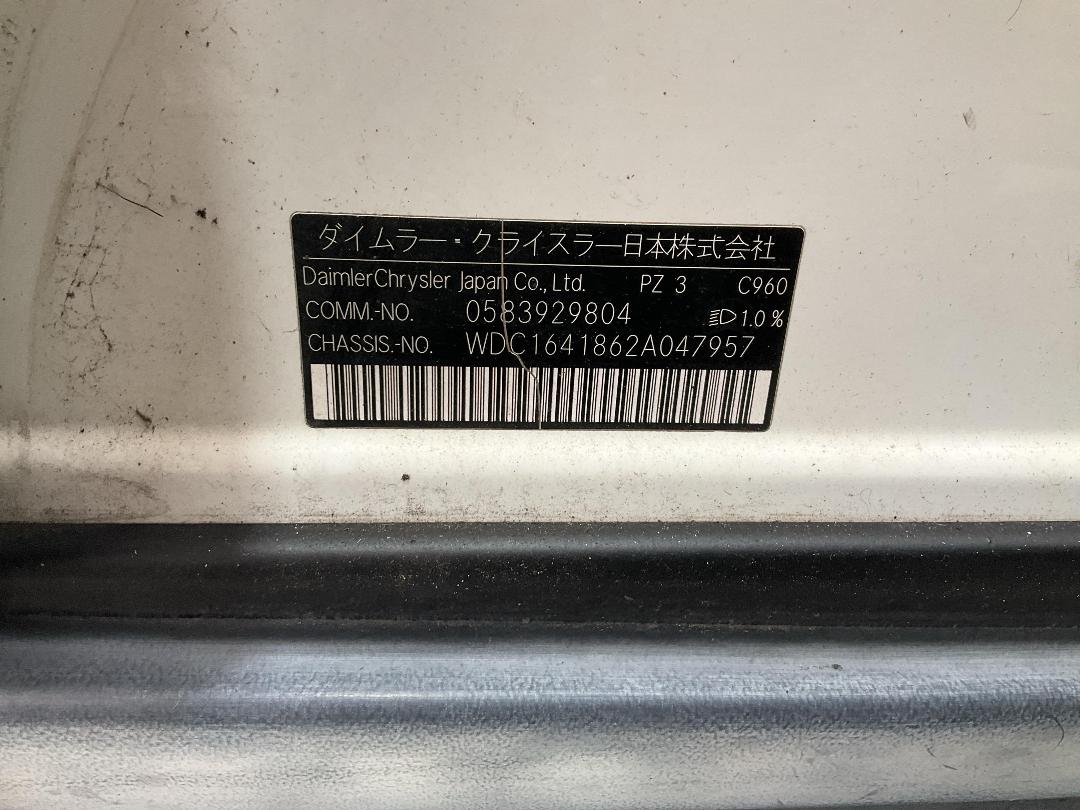 ダイムラー・クライスラー日本株式会社
DaimlerChrysler Japan Co., Ltd. PZ 3 C960
COMM.-NO. 0583929804 1.0 %
CHASSIS.-NO. WDC1641862A047957